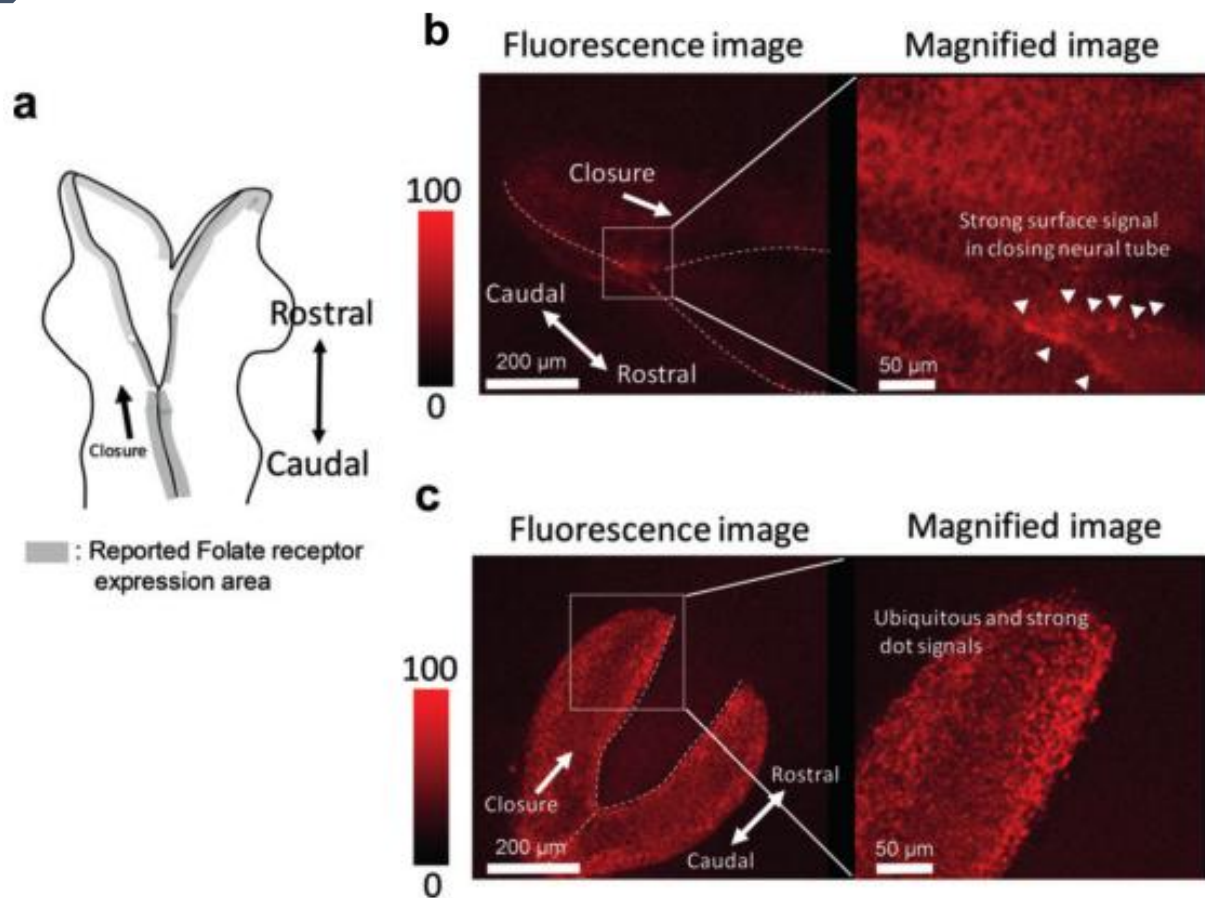 a
Rostral
Closure
Caudal
: Reported Folate receptor
expression area
b
Fluorescence image
Magnified image
100
0
Closure
Caudal
Rostral
200 µm
Strong surface signal
in closing neural tube
50 µm
c
Fluorescence image
Magnified image
100
0
Closure
Rostral
Caudal
200 µm
Ubiquitous and strong
dot signals
50 µm